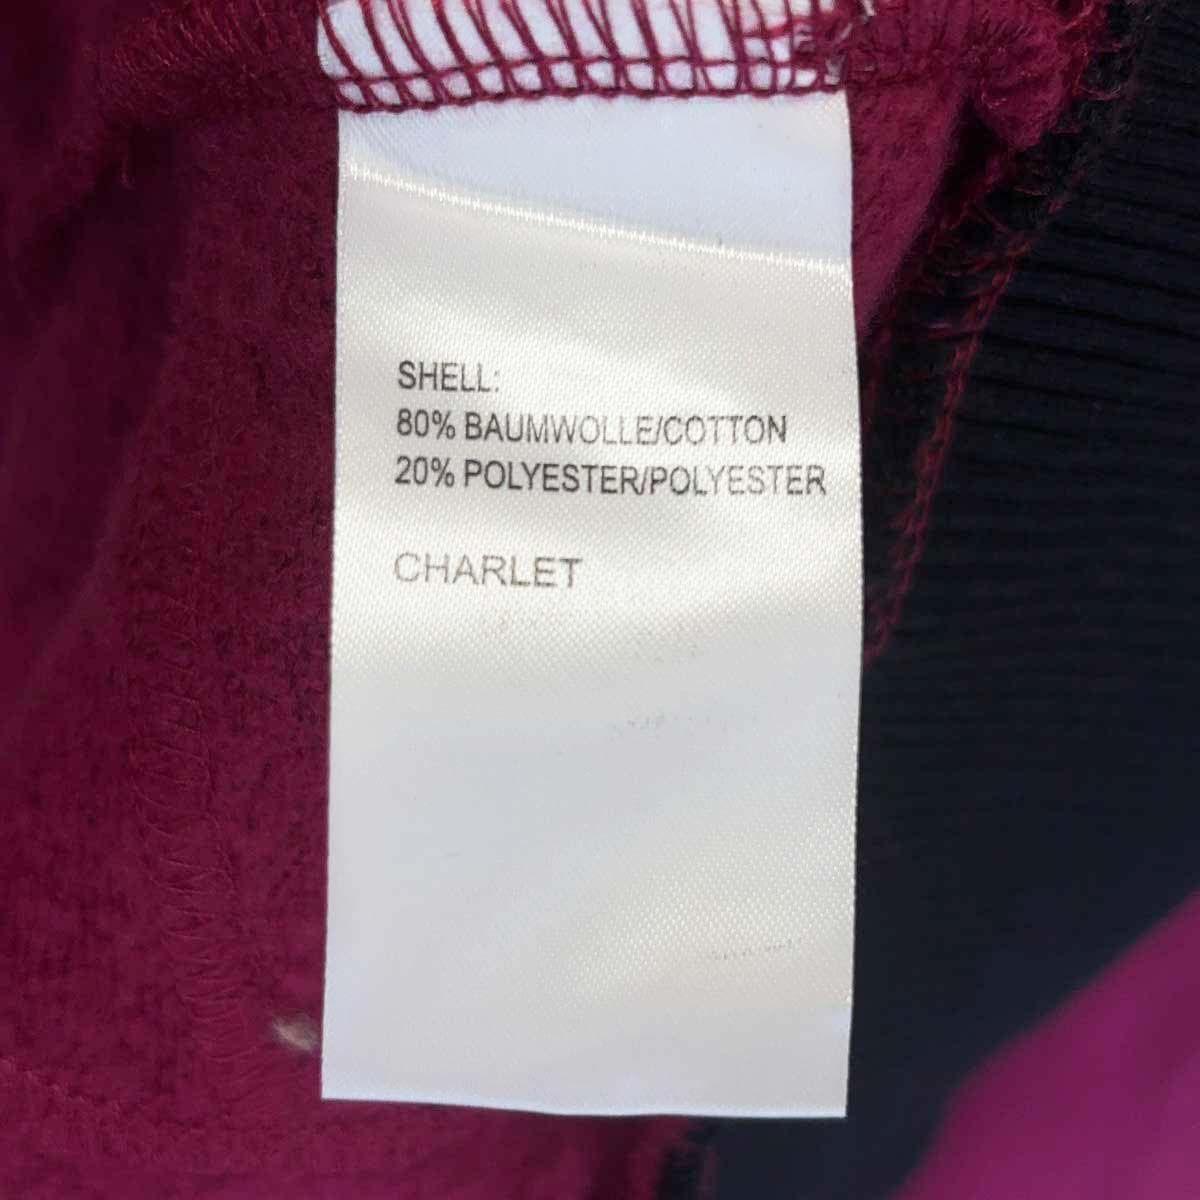 SHELL:
80% BAUMWOLLE/COTTON
20% POLYESTER/POLYESTER
CHARLET